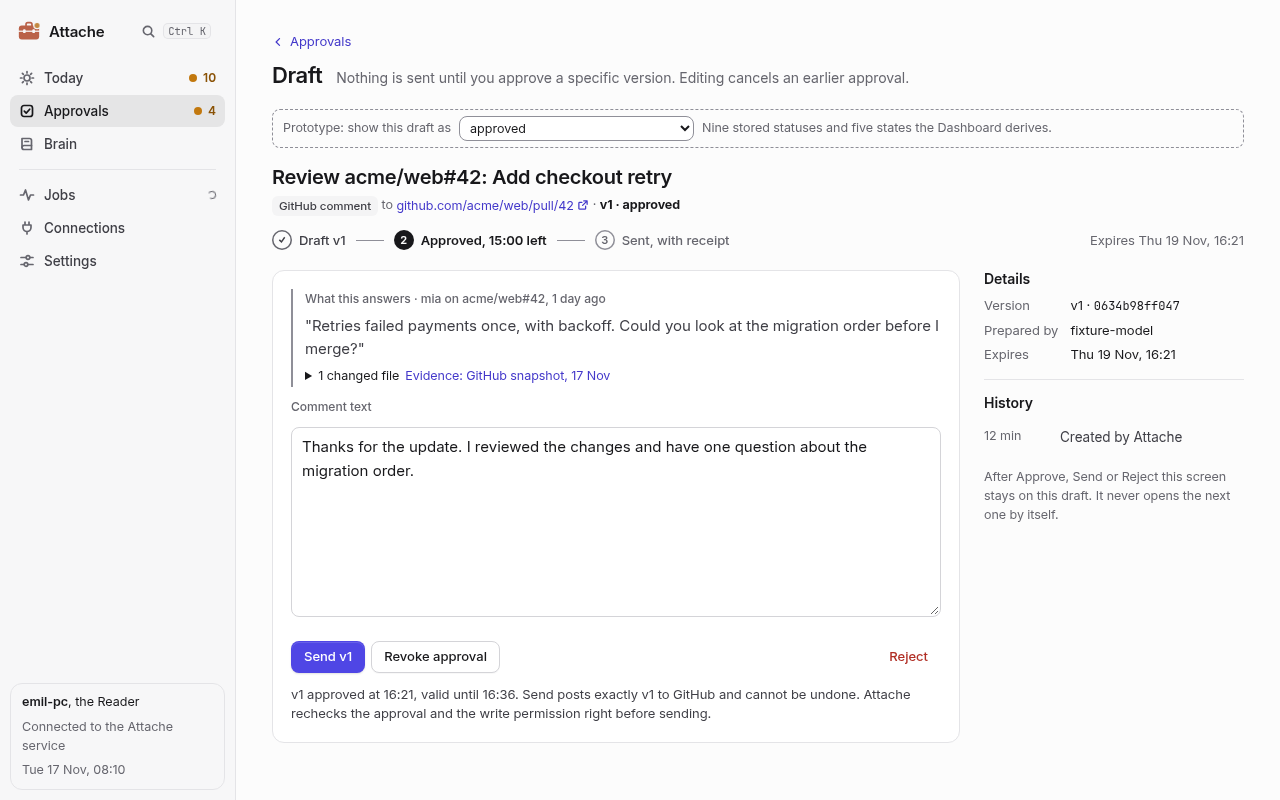 Attache
Ctrl K
Today
10
Approvals
4
Brain
Jobs
Connections
Settings
emil-pc, the Reader
Connected to the Attache
service
Tue 17 Nov, 08:10
Approvals
Draft Nothing is sent until you approve a specific version. Editing cancels an earlier approval.
Prototype: show this draft as approved Nine stored statuses and five states the Dashboard derives.
Review acme/web#42: Add checkout retry
GitHub comment to github.com/acme/web/pull/42 · v1 · approved
Draft v1 2 Approved, 15:00 left 3 Sent, with receipt Expires Thu 19 Nov, 16:21
What this answers · mia on acme/web#42, 1 day ago
"Retries failed payments once, with backoff. Could you look at the migration order before I
merge?"
1 changed file Evidence: GitHub snapshot, 17 Nov
Comment text
Thanks for the update. I reviewed the changes and have one question about the
migration order.
Send v1 Revoke approval Reject
v1 approved at 16:21, valid until 16:36. Send posts exactly v1 to GitHub and cannot be undone. Attache
rechecks the approval and the write permission right before sending.
Details
Version v1 · 0634b98ff047
Prepared by fixture-model
Expires Thu 19 Nov, 16:21
History
12 min Created by Attache
After Approve, Send or Reject this screen
stays on this draft. It never opens the next
one by itself.